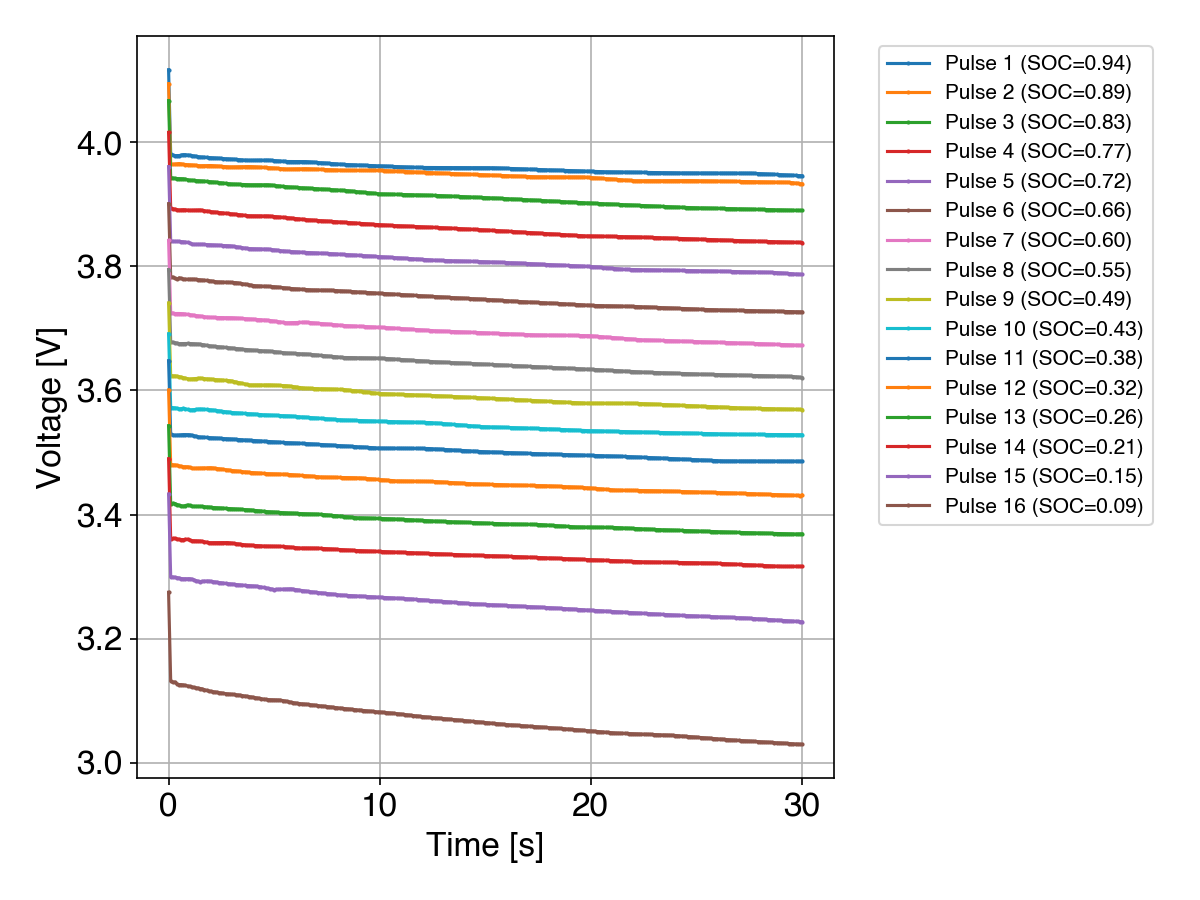 4.0
3.8
3.6
3.4
3.2
3.0
Voltage [V]
0 10 20 30
Time [s]
Pulse 1 (SOC=0.94)
Pulse 2 (SOC=0.89)
Pulse 3 (SOC=0.83)
Pulse 4 (SOC=0.77)
Pulse 5 (SOC=0.72)
Pulse 6 (SOC=0.66)
Pulse 7 (SOC=0.60)
Pulse 8 (SOC=0.55)
Pulse 9 (SOC=0.49)
Pulse 10 (SOC=0.43)
Pulse 11 (SOC=0.38)
Pulse 12 (SOC=0.32)
Pulse 13 (SOC=0.26)
Pulse 14 (SOC=0.21)
Pulse 15 (SOC=0.15)
Pulse 16 (SOC=0.09)